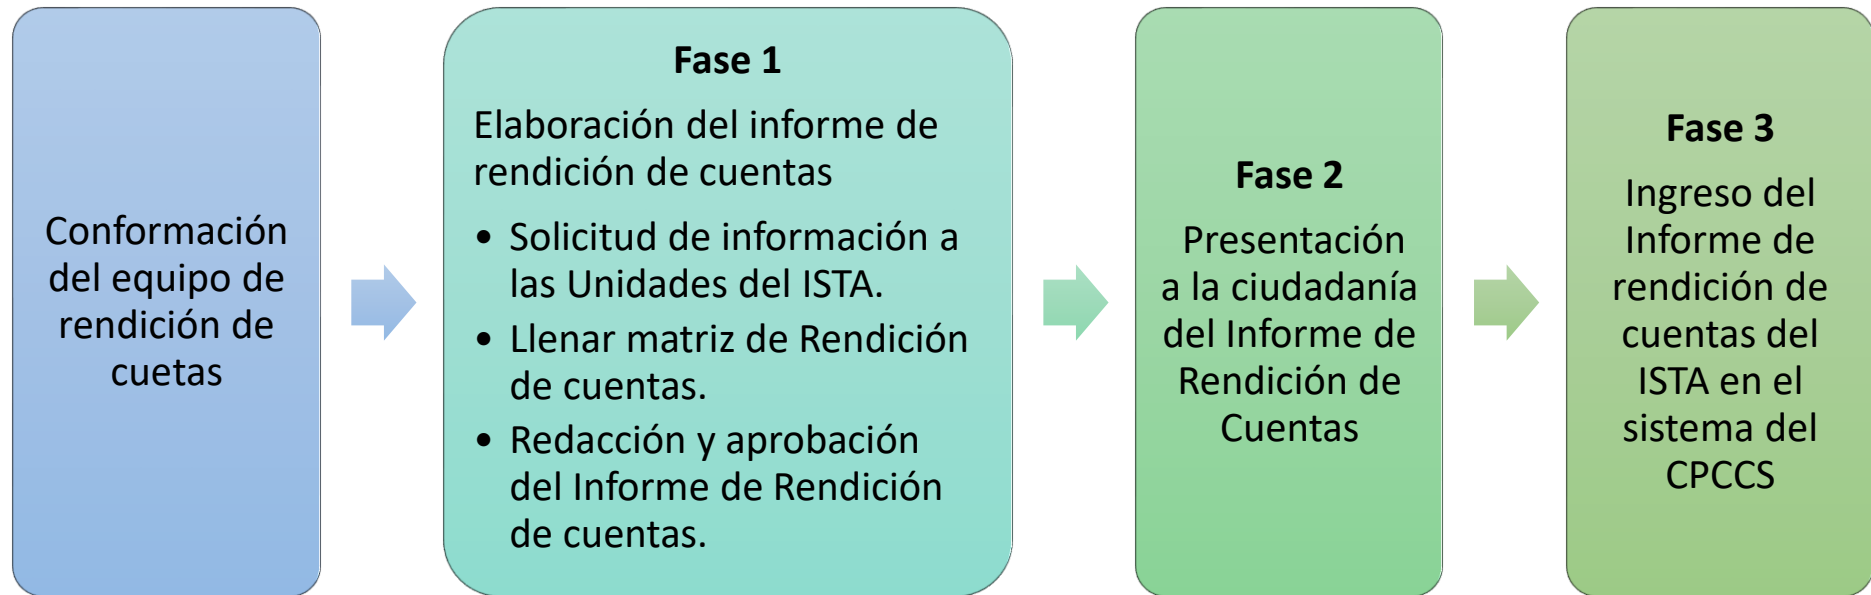 Conformación
del equipo de
rendición de
cuetas
Fase 1
Elaboración del informe de
rendición de cuentas
• Solicitud de información a
las Unidades del ISTA.
• Llenar matriz de Rendición
de cuentas.
• Redacción y aprobación
del Informe de Rendición
de cuentas.
Fase 2
Presentación
a la ciudadanía
del Informe de
Rendición de
Cuentas
Fase 3
Ingreso del
Informe de
rendición de
cuentas del
ISTA en el
sistema del
CPCCS